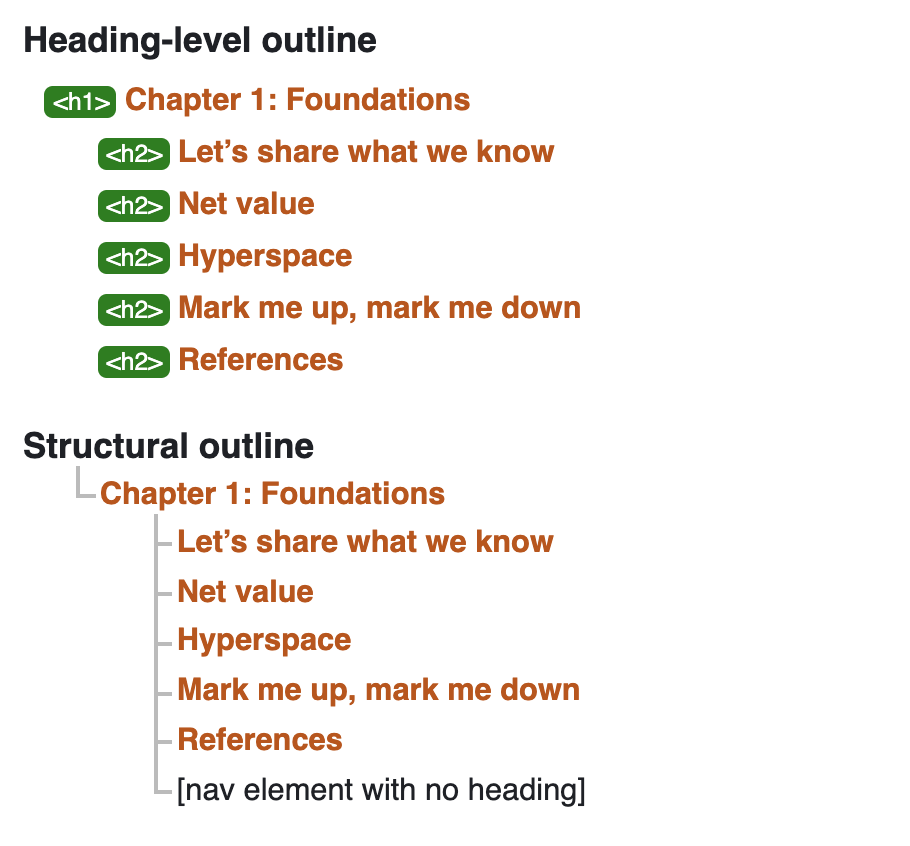 Heading-level outline
<h1> Chapter 1: Foundations
<h2> Let’s share what we know
<h2> Net value
<h2> Hyperspace
<h2> Mark me up, mark me down
<h2> References
Structural outline
Chapter 1: Foundations
Let’s share what we know
Net value
Hyperspace
Mark me up, mark me down
References
[nav element with no heading]